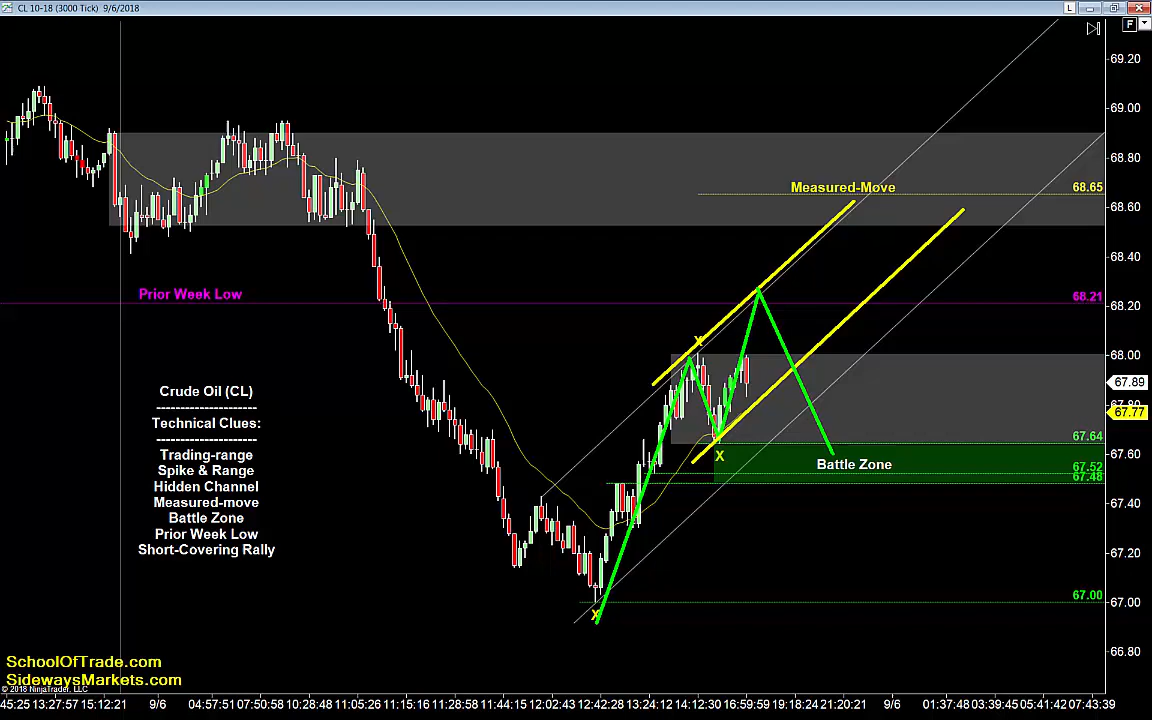 CL 10-18 (3000 Tick) 9/6/2018
L
F
69.20
69.00
68.80
Measured-Move
68.65
68.60
68.40
Prior Week Low
68.21
68.20
X
68.00
67.89
67.77
Crude Oil (CL)
---------------------
Technical Clues:
---------------------
Trading-range
Spike & Range
Hidden Channel
Measured-move
Battle Zone
Prior Week Low
Short-Covering Rally
67.64
X
67.60
Battle Zone
67.52
67.48
67.40
67.20
67.00
67.00
X
66.80
SchoolOfTrade.com
SidewaysMarkets.com
© 2018 NinjaTrader, LLC
:45:25 13:27:57 15:12:21 9/6 04:57:51 07:50:58 10:28:48 11:05:26 11:15:16 11:28:58 11:44:15 12:02:43 12:42:28 13:24:12 14:12:30 16:59:59 19:18:24 21:20:21 9/6 01:37:48 03:39:45 05:41:42 07:43:39